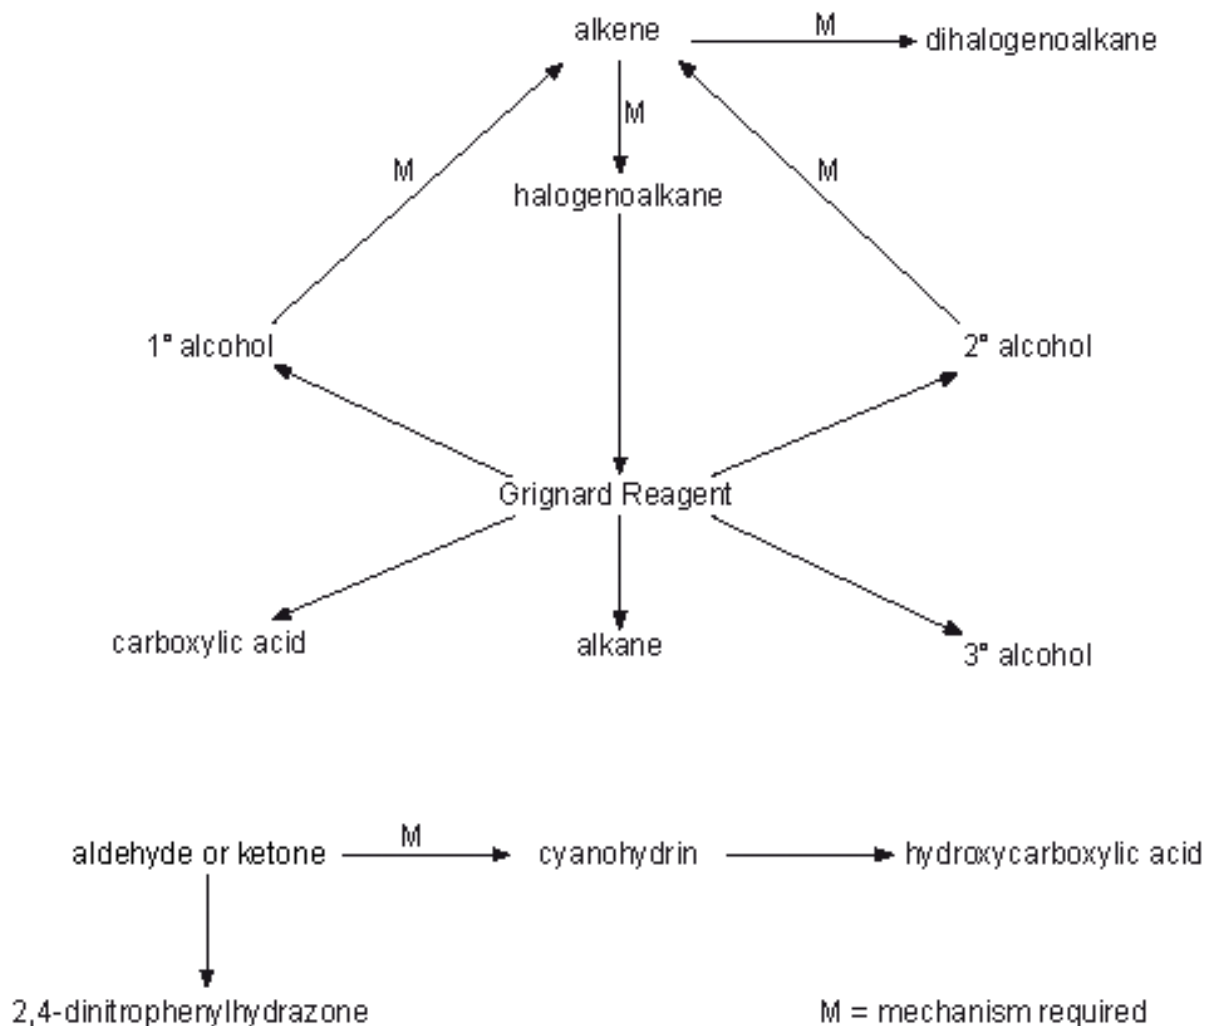 alkene
M
dihalogenoalkane
M
M
M
halogenoalkane
1° alcohol
2° alcohol
Grignard Reagent
carboxylic acid
alkane
3° alcohol
aldehyde or ketone
M
cyanohydrin
hydroxycarboxylic acid
2,4-dinitrophenylhydrazone
M = mechanism required